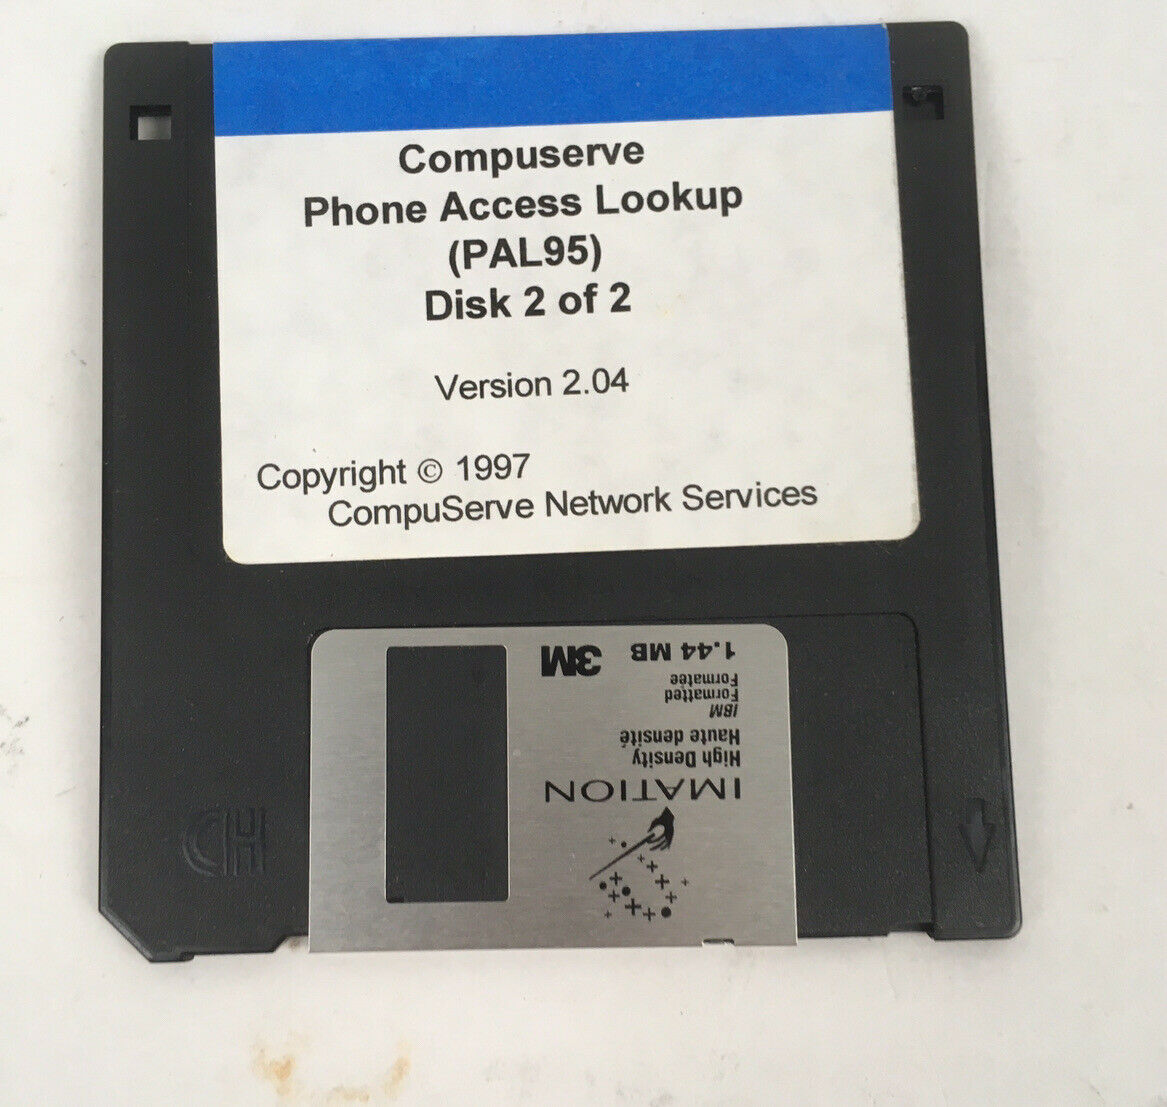 Compuserve
Phone Access Lookup
(PAL95)
Disk 2 of 2
Version 2.04
Copyright © 1997
CompuServe Network Services
IMATION
High Density
Haute densité
IBM
Formatted
Formatee
1.44 MB 3M
HD